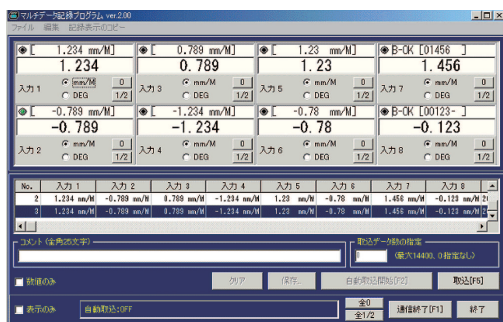 マルチデータ記録プログラム ver.2.00
ファイル 編集 記録表示のコピー
[ 1.234 mm/M] [ 0.789 mm/M] [ 1.23 mm/M] B-OK [01456 ]
1.234 0.789 1.23 1.456
入力 1 mm/M DEG 0 1/2 入力 3 mm/M DEG 0 1/2 入力 5 mm/M DEG 0 1/2 入力 7 mm/M DEG 0 1/2
[ -0.789 mm/M] [ -1.234 mm/M] [ -0.78 mm/M] B-OK [00123- ]
-0.789 -1.234 -0.78 -0.123
入力 2 mm/M DEG 0 1/2 入力 4 mm/M DEG 0 1/2 入力 6 mm/M DEG 0 1/2 入力 8 mm/M DEG 0 1/2
No. 入力 1 入力 2 入力 3 入力 4 入力 5 入力 6 入力 7 入力 8
2 1.234 mm/M -0.789 mm/M 0.789 mm/M -1.234 mm/M 1.23 mm/M -0.78 mm/M 1.456 mm/M -0.123 mm/M
3 1.234 mm/M -0.789 mm/M 0.789 mm/M -1.234 mm/M 1.23 mm/M -0.78 mm/M 1.456 mm/M -0.123 mm/M
コメント (全角25文字) 取込データ数の指定
0 (最大14400、0指定なし)
数値のみ クリア 保存. 自動取込開始[F2] 取込[F5]
表示のみ 自動取込:OFF 全0 全1/2 通信終了[F1] 終了